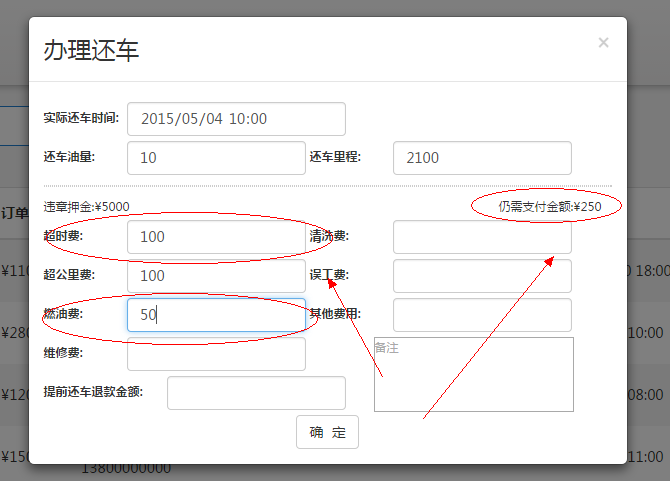 办理还车
×
实际还车时间: 2015/05/04 10:00
还车油量: 10 还车里程: 2100
违章押金:¥5000 仍需支付金额:¥250
订单
超时费: 100 清洗费:
超公里费: 100 误工费:
¥110 0 18:00
燃油费: 50 其他费用:
¥280 10:00
维修费: 备注
提前还车退款金额:
¥120 08:00
确 定
¥150 11:00
13800000000